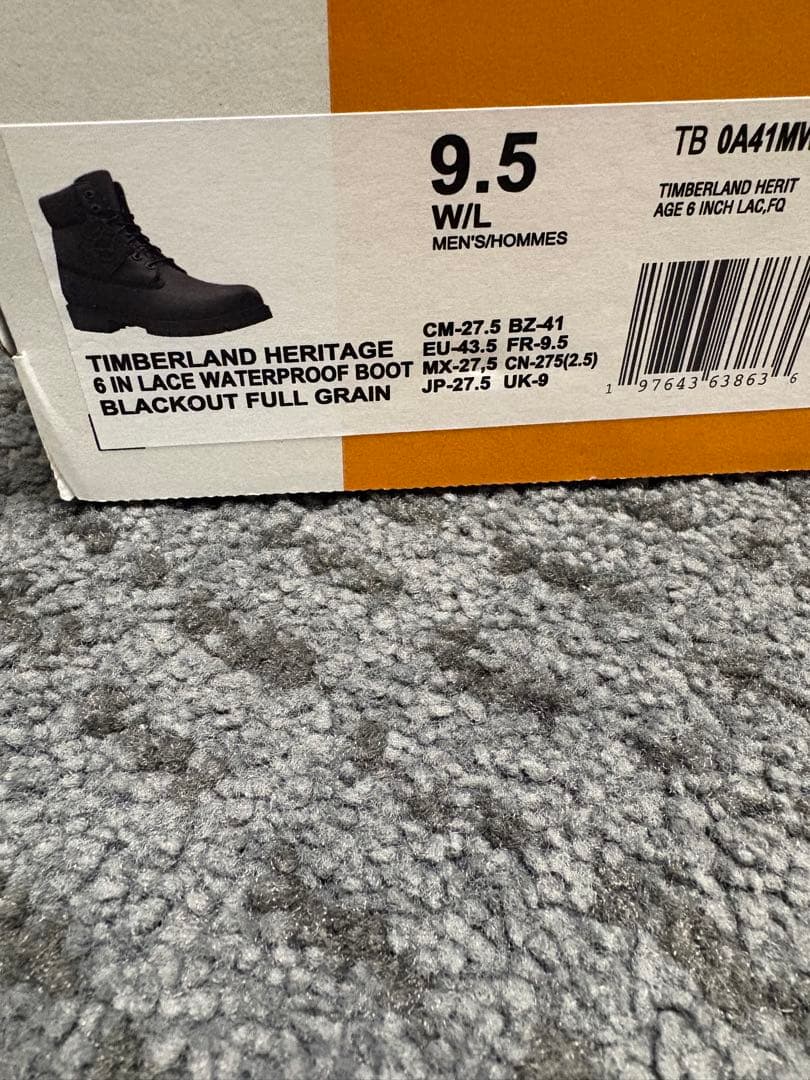 9.5
W/L
MEN'S/HOMMES
TB
TIMBERLAND HERIT
AGE 6 INCH LAC,FQ
TIMBERLAND HERITAGE
6 IN LACE WATERPROOF BOOT
BLACKOUT FULL GRAIN
CM-27.5 BZ-41
EU-43.5 FR-9.5
MX-27,5 CN-275(2.5)
JP-27.5 UK-9
1 97643 63863 6